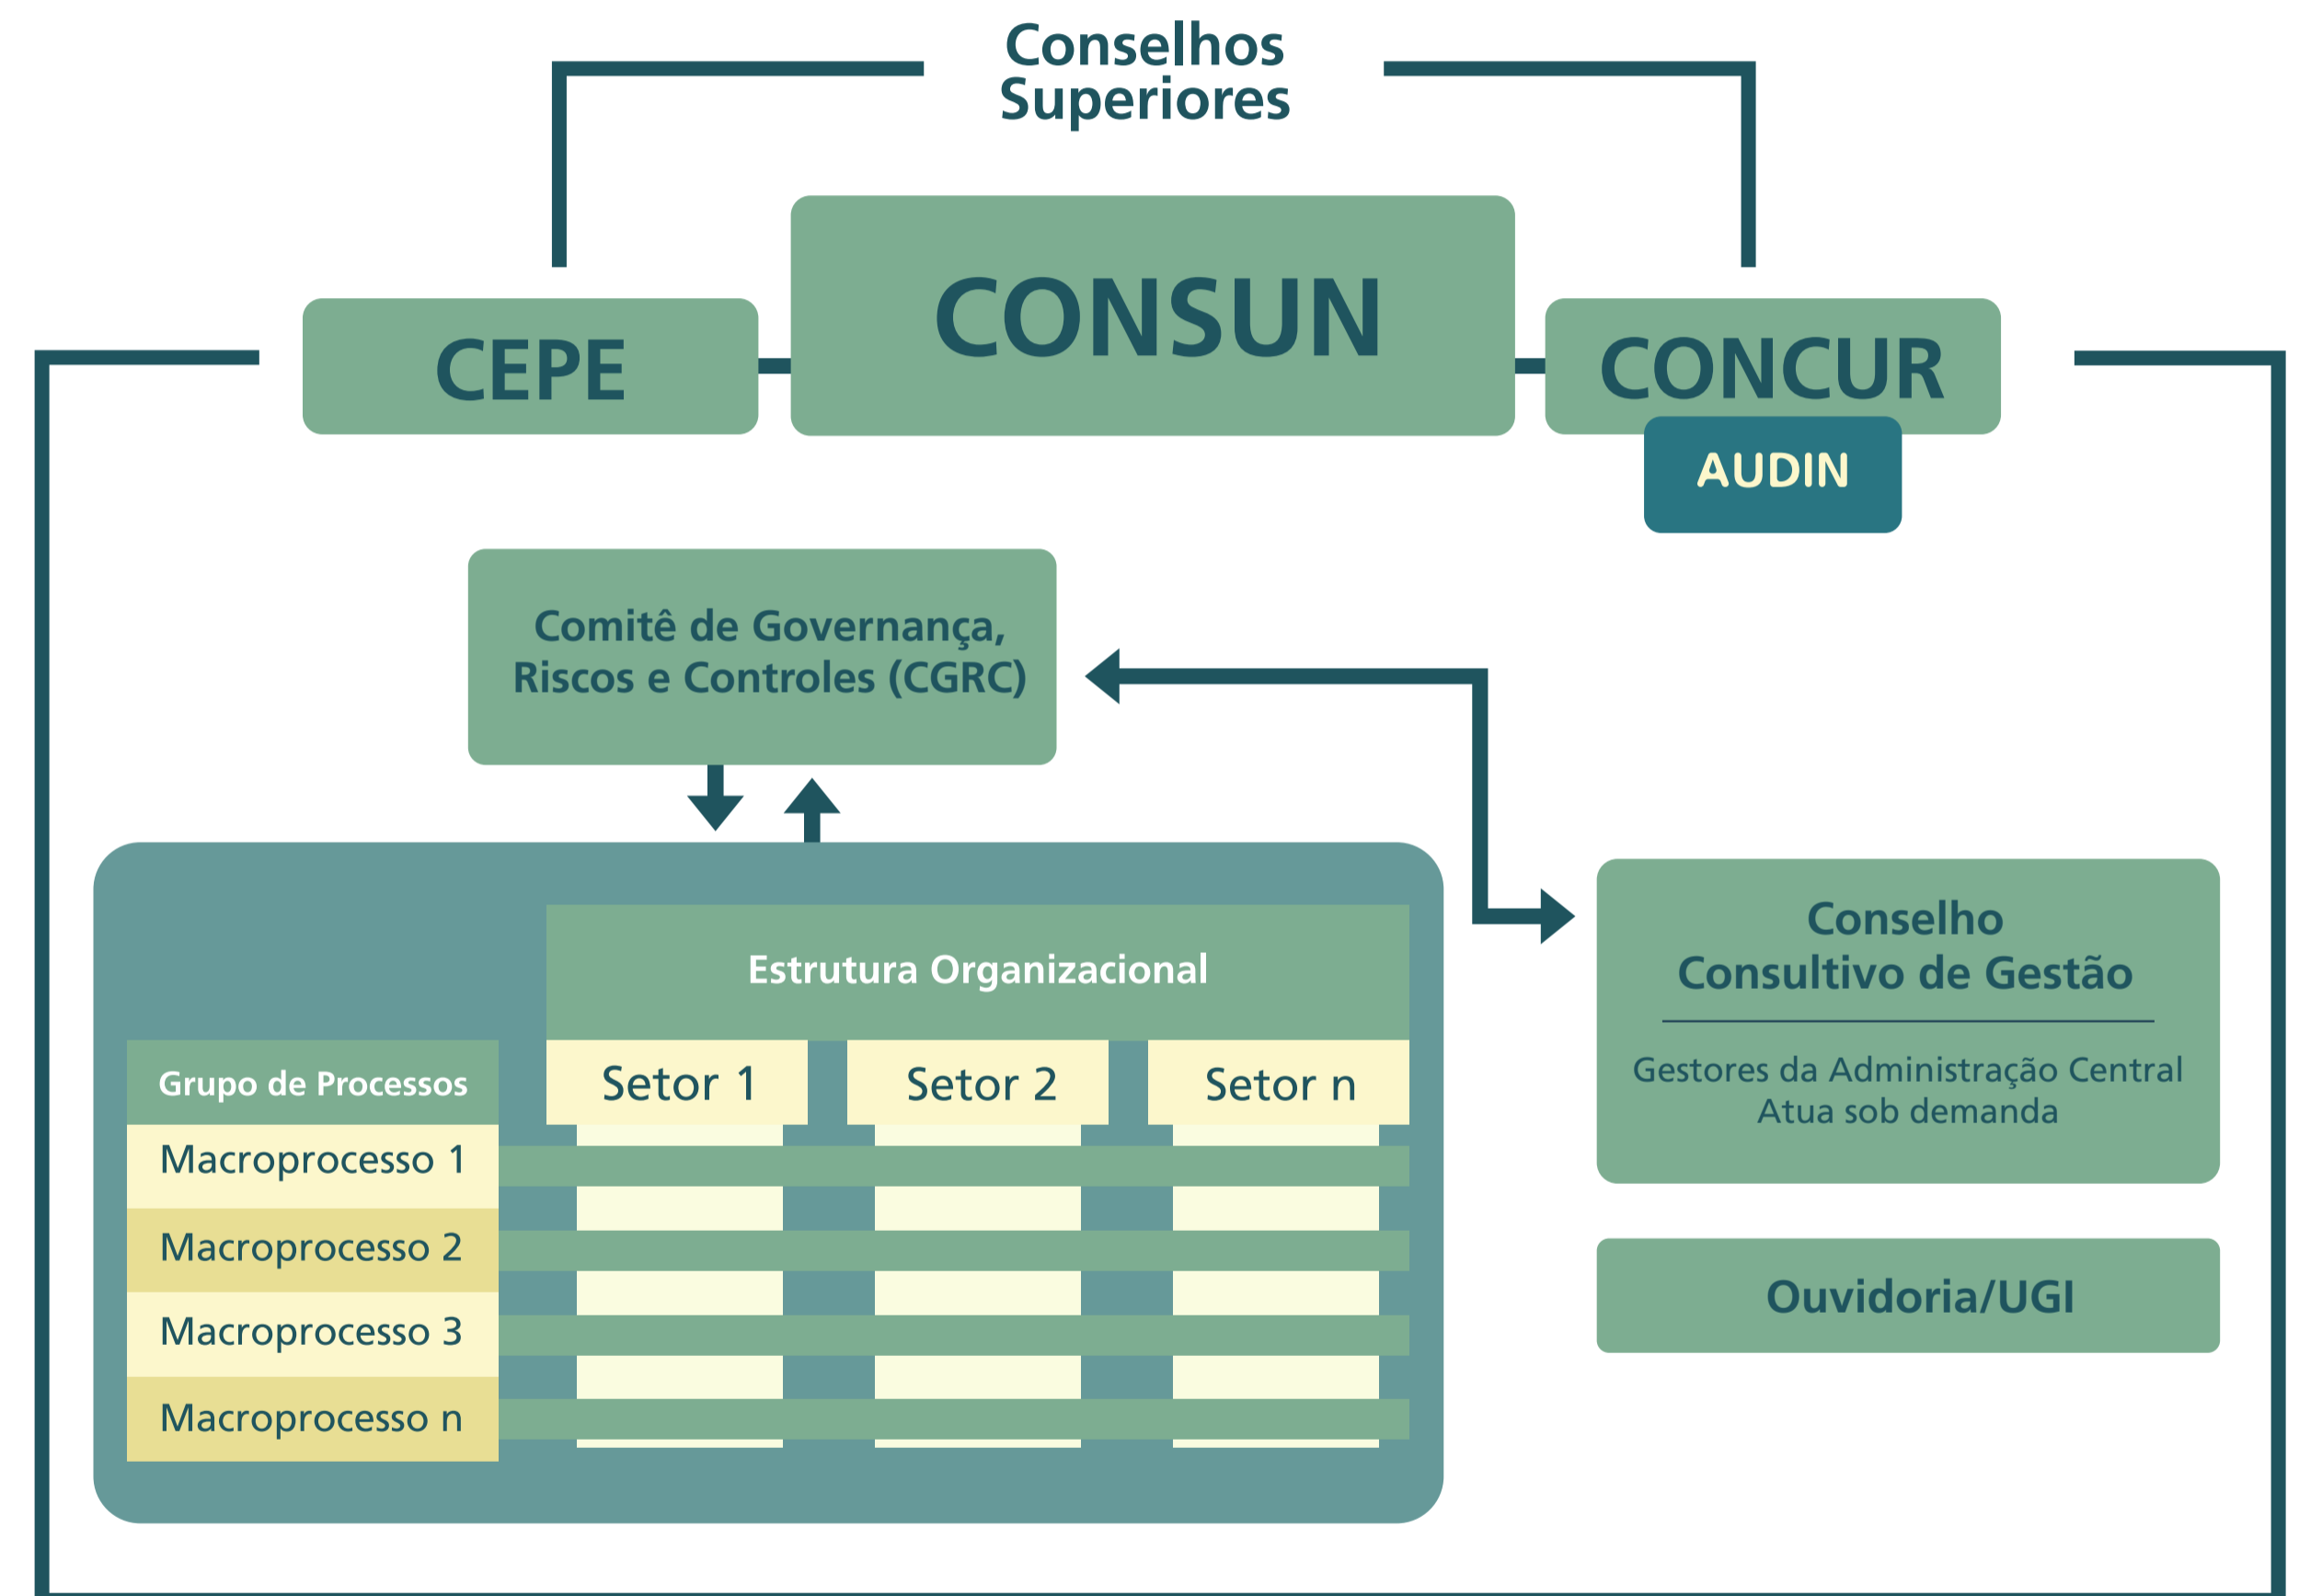 Conselhos
Superiores
CEPE
CONSUN
CONCUR
AUDIN
Comitê de Governança,
Riscos e Controles (CGRC)
Estrutura Organizacional
Grupo de Processos
Setor 1
Setor 2
Setor n
Macroprocesso 1
Macroprocesso 2
Macroprocesso 3
Macroprocesso n
Conselho
Consultivo de Gestão
Gestores da Administração Central
Atua sob demanda
Ouvidoria/UGI